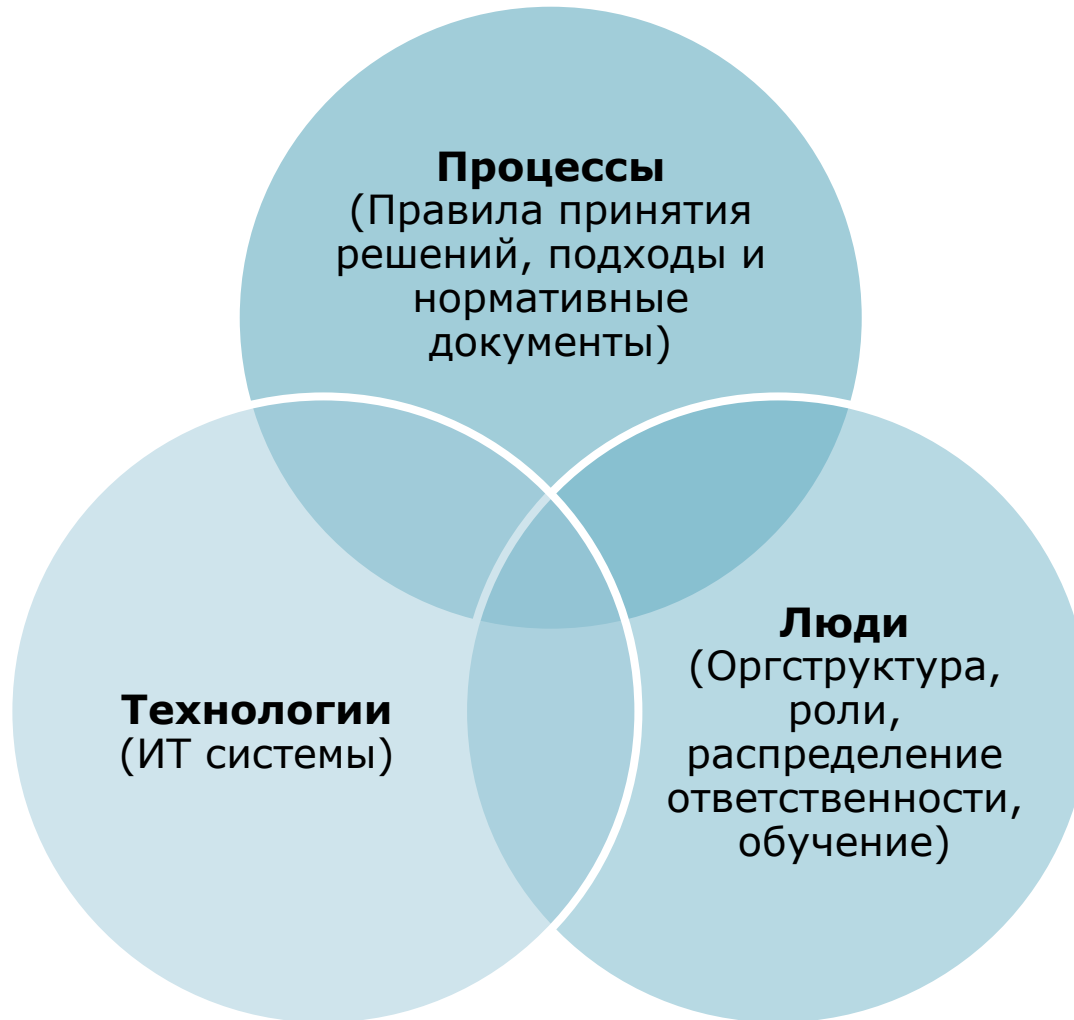 Процессы
(Правила принятия
решений, подходы и
нормативные
документы)
Технологии
(ИТ системы)
Люди
(Оргструктура,
роли,
распределение
ответственности,
обучение)